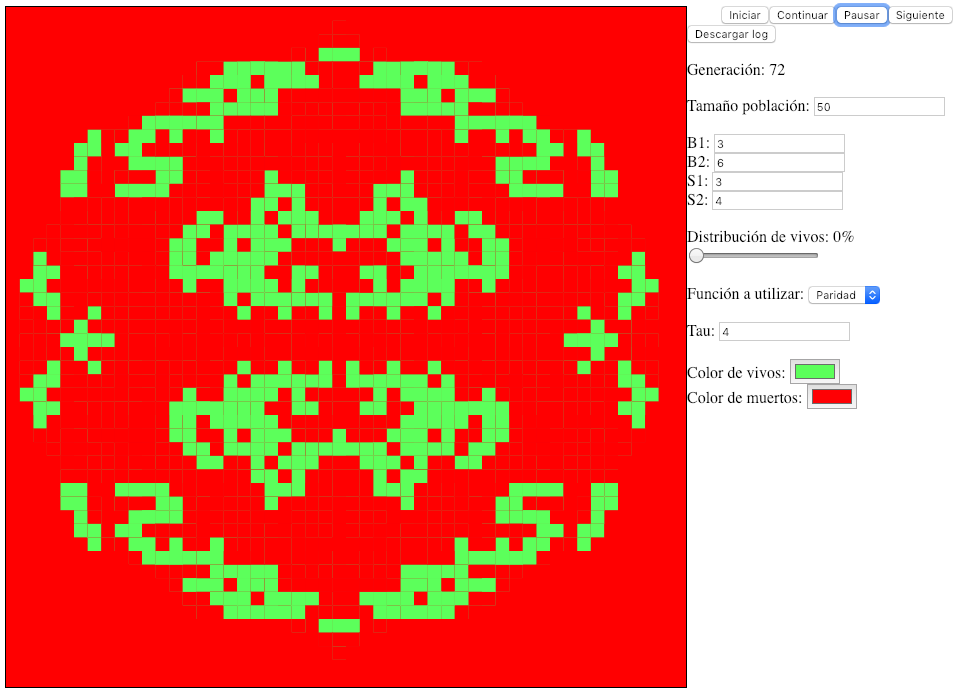 Iniciar Continuar Pausar Siguiente
Descargar log
Generación: 72
Tamaño población: 50
B1: 3
B2: 6
S1: 3
S2: 4
Distribución de vivos: 0%
Función a utilizar: Paridad
Tau: 4
Color de vivos:
Color de muertos: